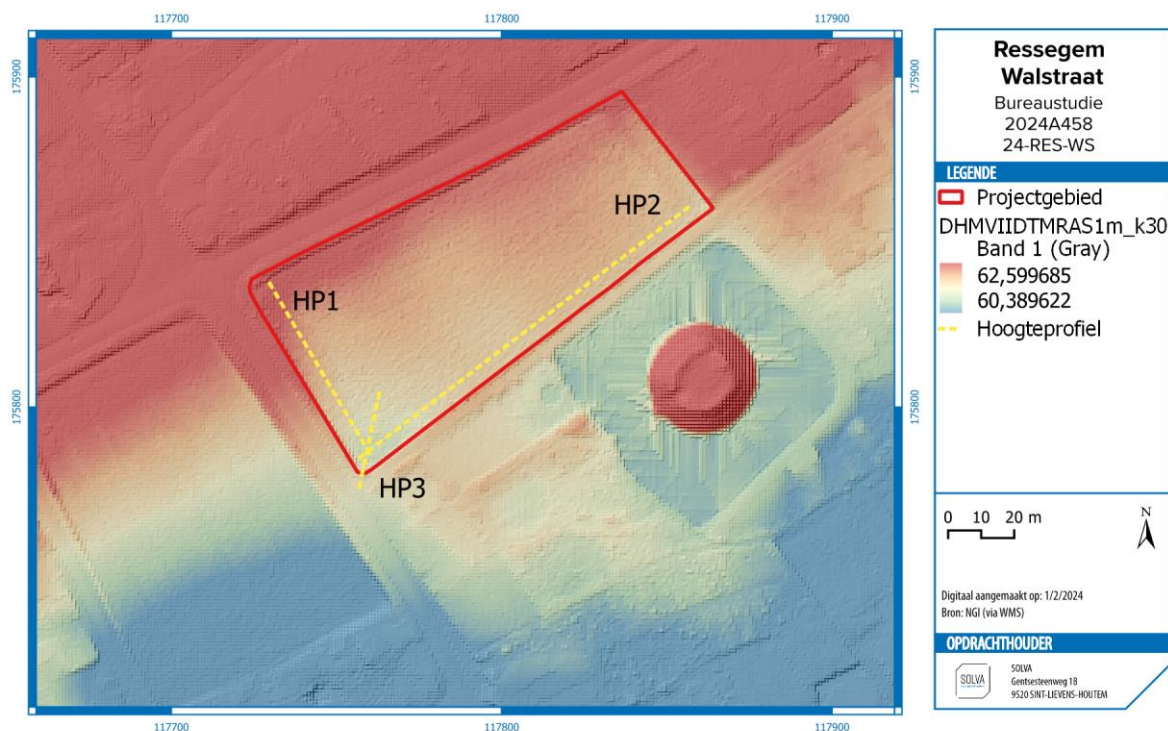 117700
117800
117900
175900
175900
HP2
HP1
175800
175800
HP3
117700
117800
117900
Ressegem
Walstraat
Bureaustudie
2024A458
24-RES-WS
LEGENDE
Projectgebied
DHMVIIDTMRAS1m_k30
Band 1 (Gray)
62,599685
60,389622
Hoogteprofiel
0 10 20 m
N
Digitaal aangemaakt op: 1/2/2024
Bron: NGI (via WMS)
OPDRACHTHOUDER
SOLVA
SOLVA
Gentsesteenweg 1B
9520 SINT-LIEVENS-HOUTEM